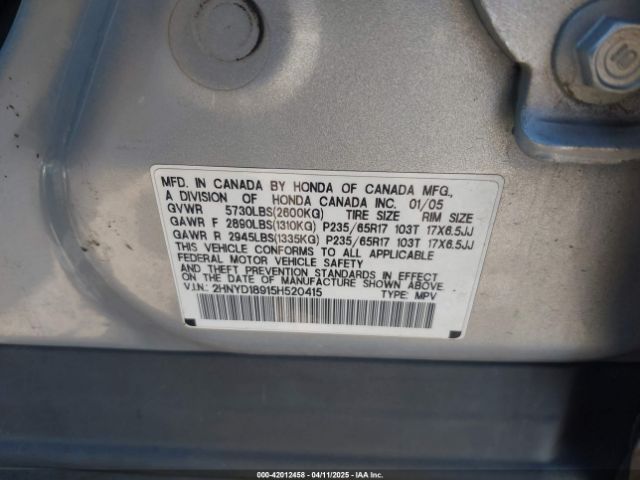 MFD. IN CANADA BY HONDA OF CANADA MFG.,
A DIVISION OF HONDA CANADA INC. 01/05
GVWR 5730LBS(2600KG) TIRE SIZE RIM SIZE
GAWR F 2890LBS(1310KG) P235/65R17 103T 17X6.5JJ
GAWR R 2945LBS(1335KG) P235/65R17 103T 17X6.5JJ
THIS VEHICLE CONFORMS TO ALL APPLICABLE
FEDERAL MOTOR VEHICLE SAFETY
AND THEFT PREVENTION STANDARDS IN EFFECT
ON THE DATE OF MANUFACTURE SHOWN ABOVE.
V.I.N.: 2HNYD18915H520415 TYPE: MPV
000-42012458 - 04/11/2025 - IAAI.COM